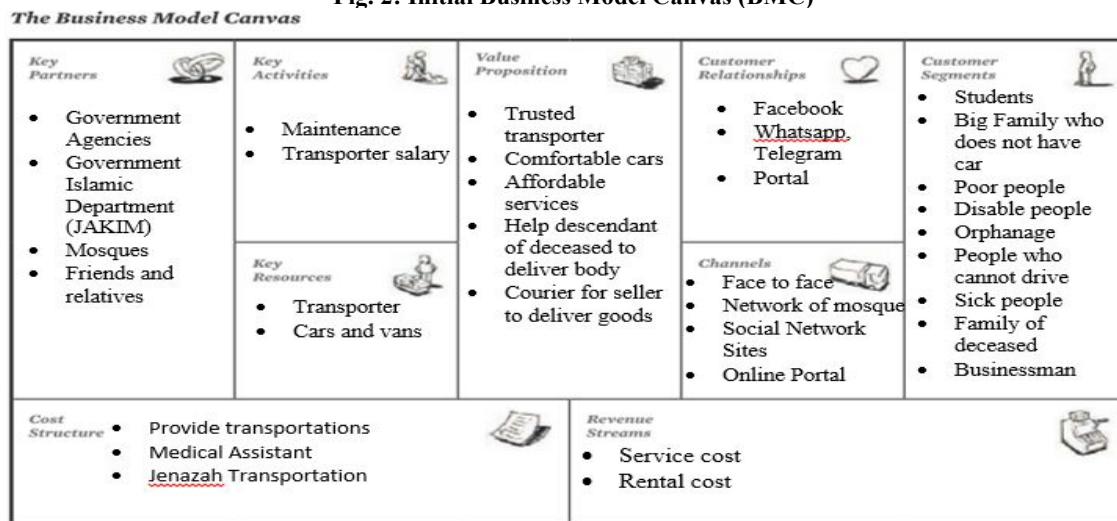 Fig. 2: Initial Business Model Canvas (BMC)
The Business Model Canvas
Key
Partners
• Government
Agencies
• Government
Islamic
Department
(JAKIM)
• Mosques
• Friends and
relatives
Key
Activities
• Maintenance
• Transporter salary
Key
Resources
• Transporter
• Cars and vans
Value
Proposition
• Trusted
transporter
• Comfortable cars
• Affordable
services
• Help descendant
of deceased to
deliver body
• Courier for seller
to deliver goods
Customer
Relationships
• Facebook
• Whatsapp,
Telegram
• Portal
Channels
• Face to face
• Network of mosque
• Social Network
Sites
• Online Portal
Customer
Segments
• Students
• Big Family who
does not have
car
• Poor people
• Disable people
• Orphanage
• People who
cannot drive
• Sick people
• Family of
deceased
• Businessman
Cost
Structure
• Provide transportations
• Medical Assistant
• Jenazah Transportation
Revenue
Streams
• Service cost
• Rental cost